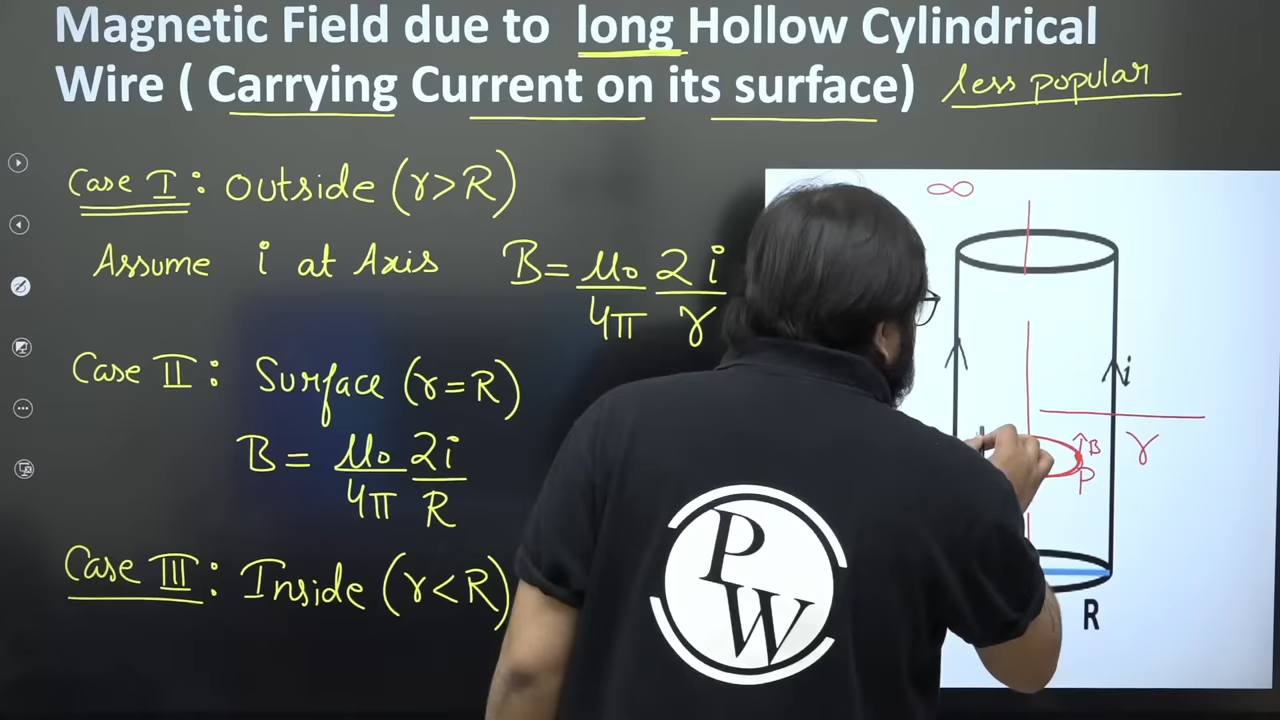 Magnetic Field due to long Hollow Cylindrical
Wire ( Carrying Current on its surface) less popular
Case I : Outside (r>R)
Assume i at Axis B= μ₀/4π 2i/r
Case II : Surface (r=R)
B= μ₀/4π 2i/R
Case III : Inside (r<R)
∞
i
B
r
P
R
PW